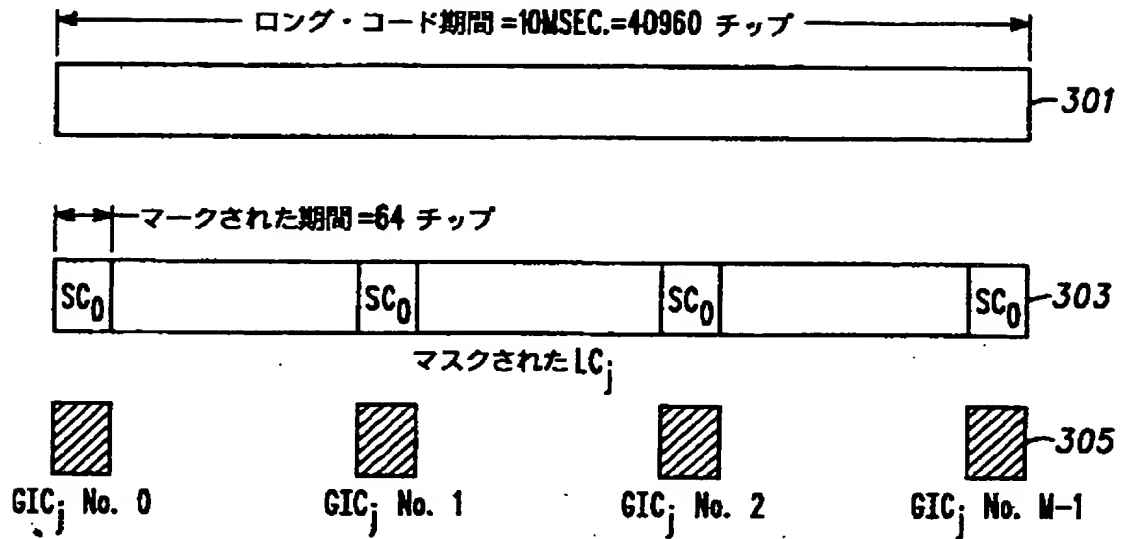 ロング・コード期間=10MSEC.=40960 チップ
301
マークされた期間=64 チップ
SC0 SC0 SC0 SC0
303
マスクされたLCj
305
GICj No. 0 GICj No. 1 GICj No. 2 GICj No. M-1